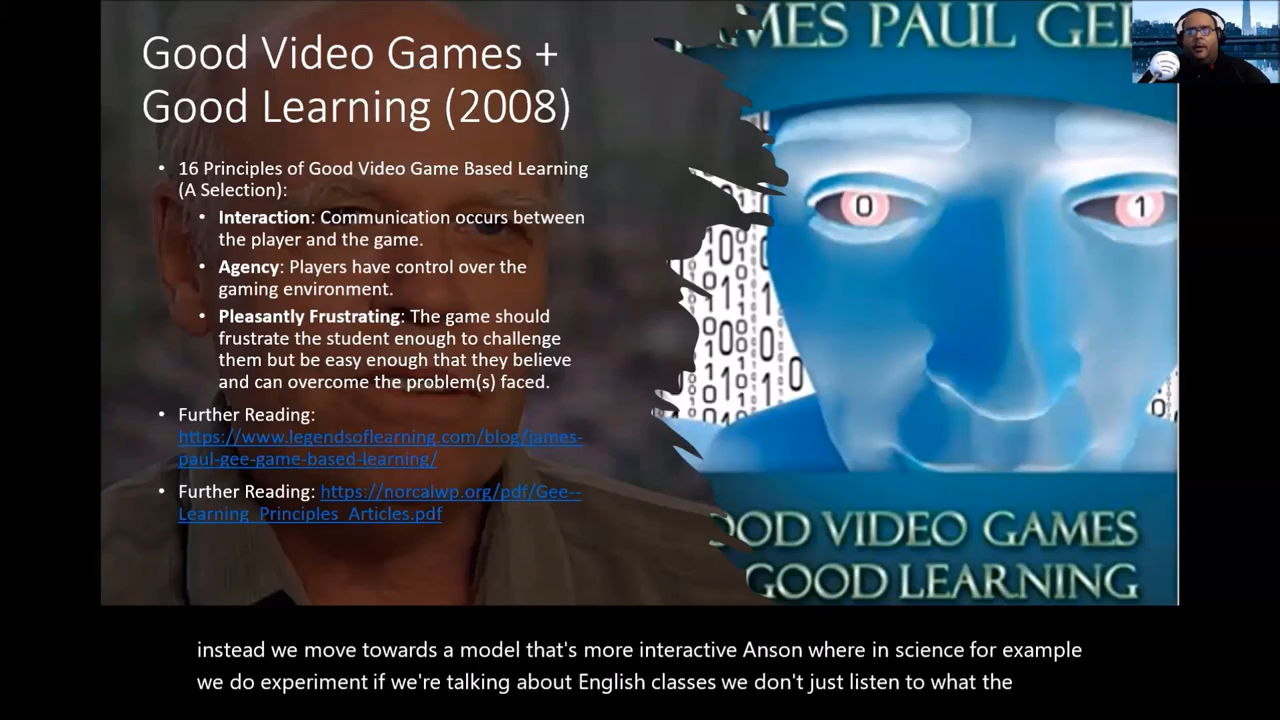 Good Video Games +
Good Learning (2008)
• 16 Principles of Good Video Game Based Learning
(A Selection):
• Interaction: Communication occurs between
the player and the game.
• Agency: Players have control over the
gaming environment.
• Pleasantly Frustrating: The game should
frustrate the student enough to challenge
them but be easy enough that they believe
and can overcome the problem(s) faced.
• Further Reading:
https://www.legendsoflearning.com/blog/james-
paul-gee-game-based-learning/
• Further Reading: https://norcalwp.org/pdf/Gee--
Learning_Principles_Articles.pdf
MES PAUL GEE
0 1
OOD VIDEO GAMES
GOOD LEARNING
instead we move towards a model that's more interactive Anson where in science for example
we do experiment if we're talking about English classes we don't just listen to what the